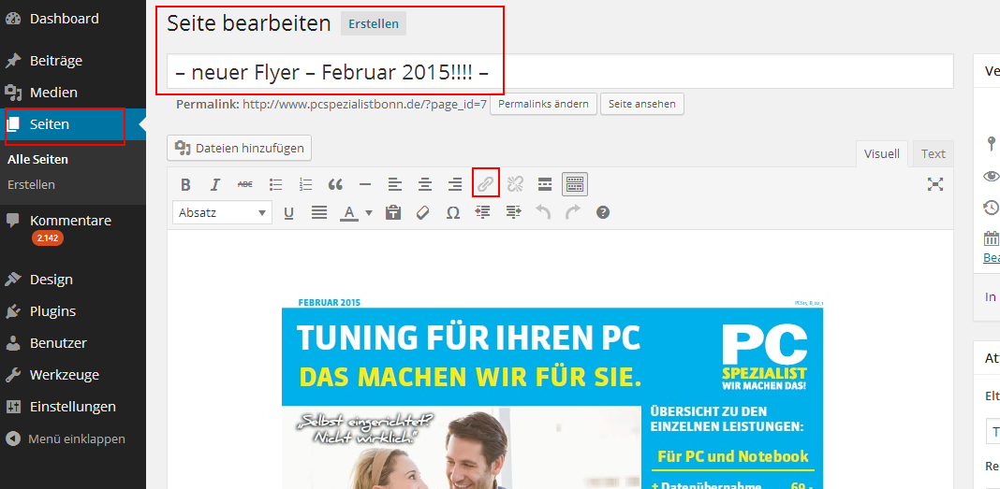 Dashboard
Beiträge
Medien
Seiten
Alle Seiten
Erstellen
Kommentare
2.142
Design
Plugins
Benutzer
Werkzeuge
Einstellungen
Menü einklappen
Seite bearbeiten Erstellen
– neuer Flyer – Februar 2015!!!! –
Permalink: http://www.pcspezialistbonn.de/?page_id=7 Permalinks ändern Seite ansehen
Dateien hinzufügen
Visuell Text
B I ABC
Absatz U A Ω
FEBRUAR 2015
TUNING FÜR IHREN PC
DAS MACHEN WIR FÜR SIE.
PC
SPEZIALIST
WIR MACHEN DAS!
„Selbst eingerichtet?
Nicht wirklich.“
ÜBERSICHT ZU DEN
EINZELNEN LEISTUNGEN:
Für PC und Notebook
+ Datenübernahme 69,-
Ve
Bea
In
At
Elt
T
Re